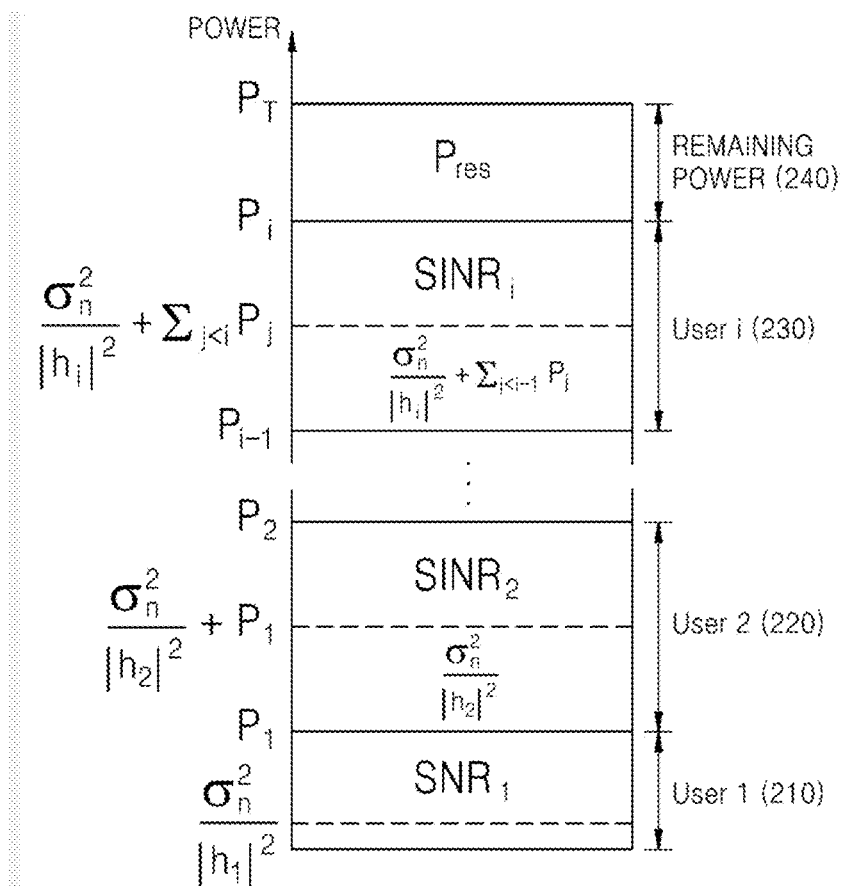 POWER
P_T
P_res
REMAINING
POWER (240)
P_i
SINR_i
σ_n^2/|h_i|^2 + Σ_{j<i} P_j
User i (230)
σ_n^2/|h_i|^2 + Σ_{j<i-1} P_j
P_{i-1}
P_2
SINR_2
σ_n^2/|h_2|^2 + P_1
User 2 (220)
σ_n^2/|h_2|^2
P_1
SNR_1
User 1 (210)
σ_n^2/|h_1|^2